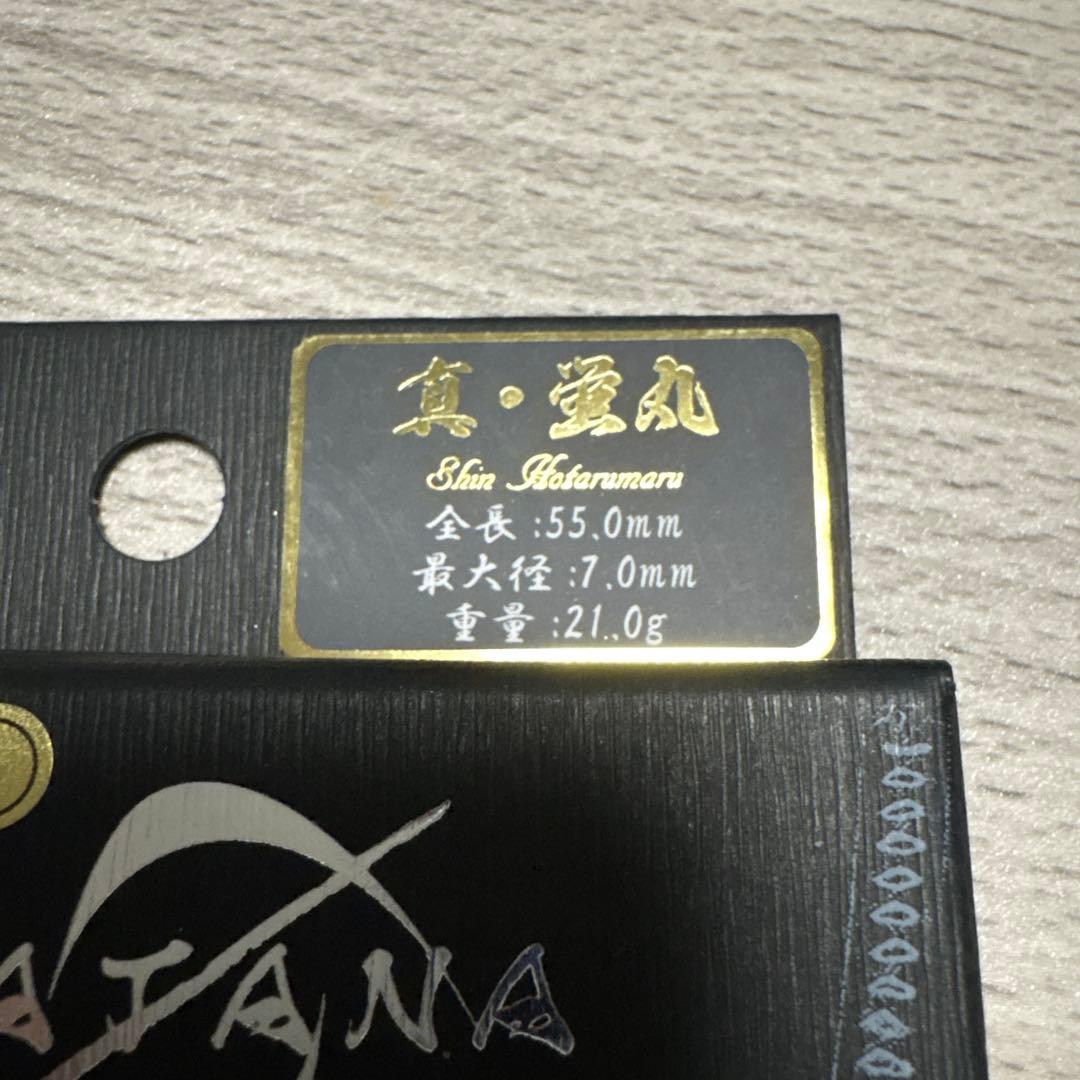 真・蛍丸
Shin Hotarumaru
全長:55.0mm
最大径:7.0mm
重量:21.0g